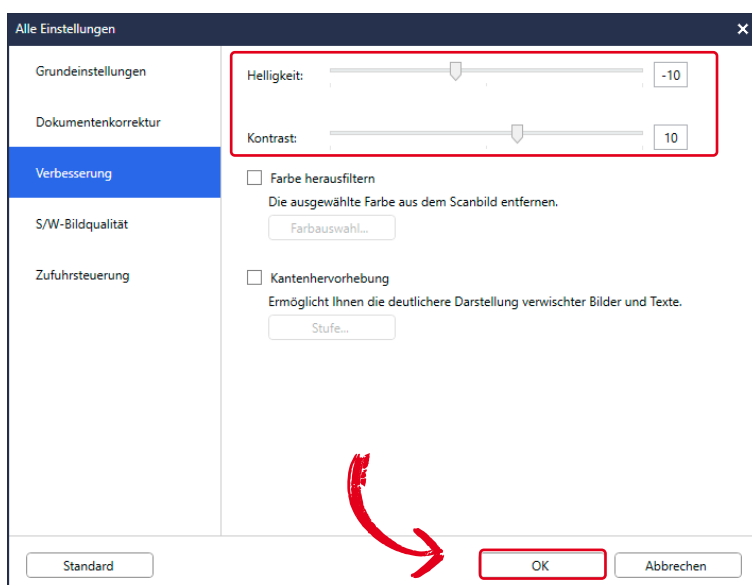 Alle Einstellungen
Grundeinstellungen
Dokumentenkorrektur
Verbesserung
S/W-Bildqualität
Zufuhrsteuerung
Helligkeit: -10
Kontrast: 10
Farbe herausfiltern
Die ausgewählte Farbe aus dem Scanbild entfernen.
Farbauswahl...
Kantenhervorhebung
Ermöglicht Ihnen die deutlichere Darstellung verwischter Bilder und Texte.
Stufe...
Standard OK Abbrechen